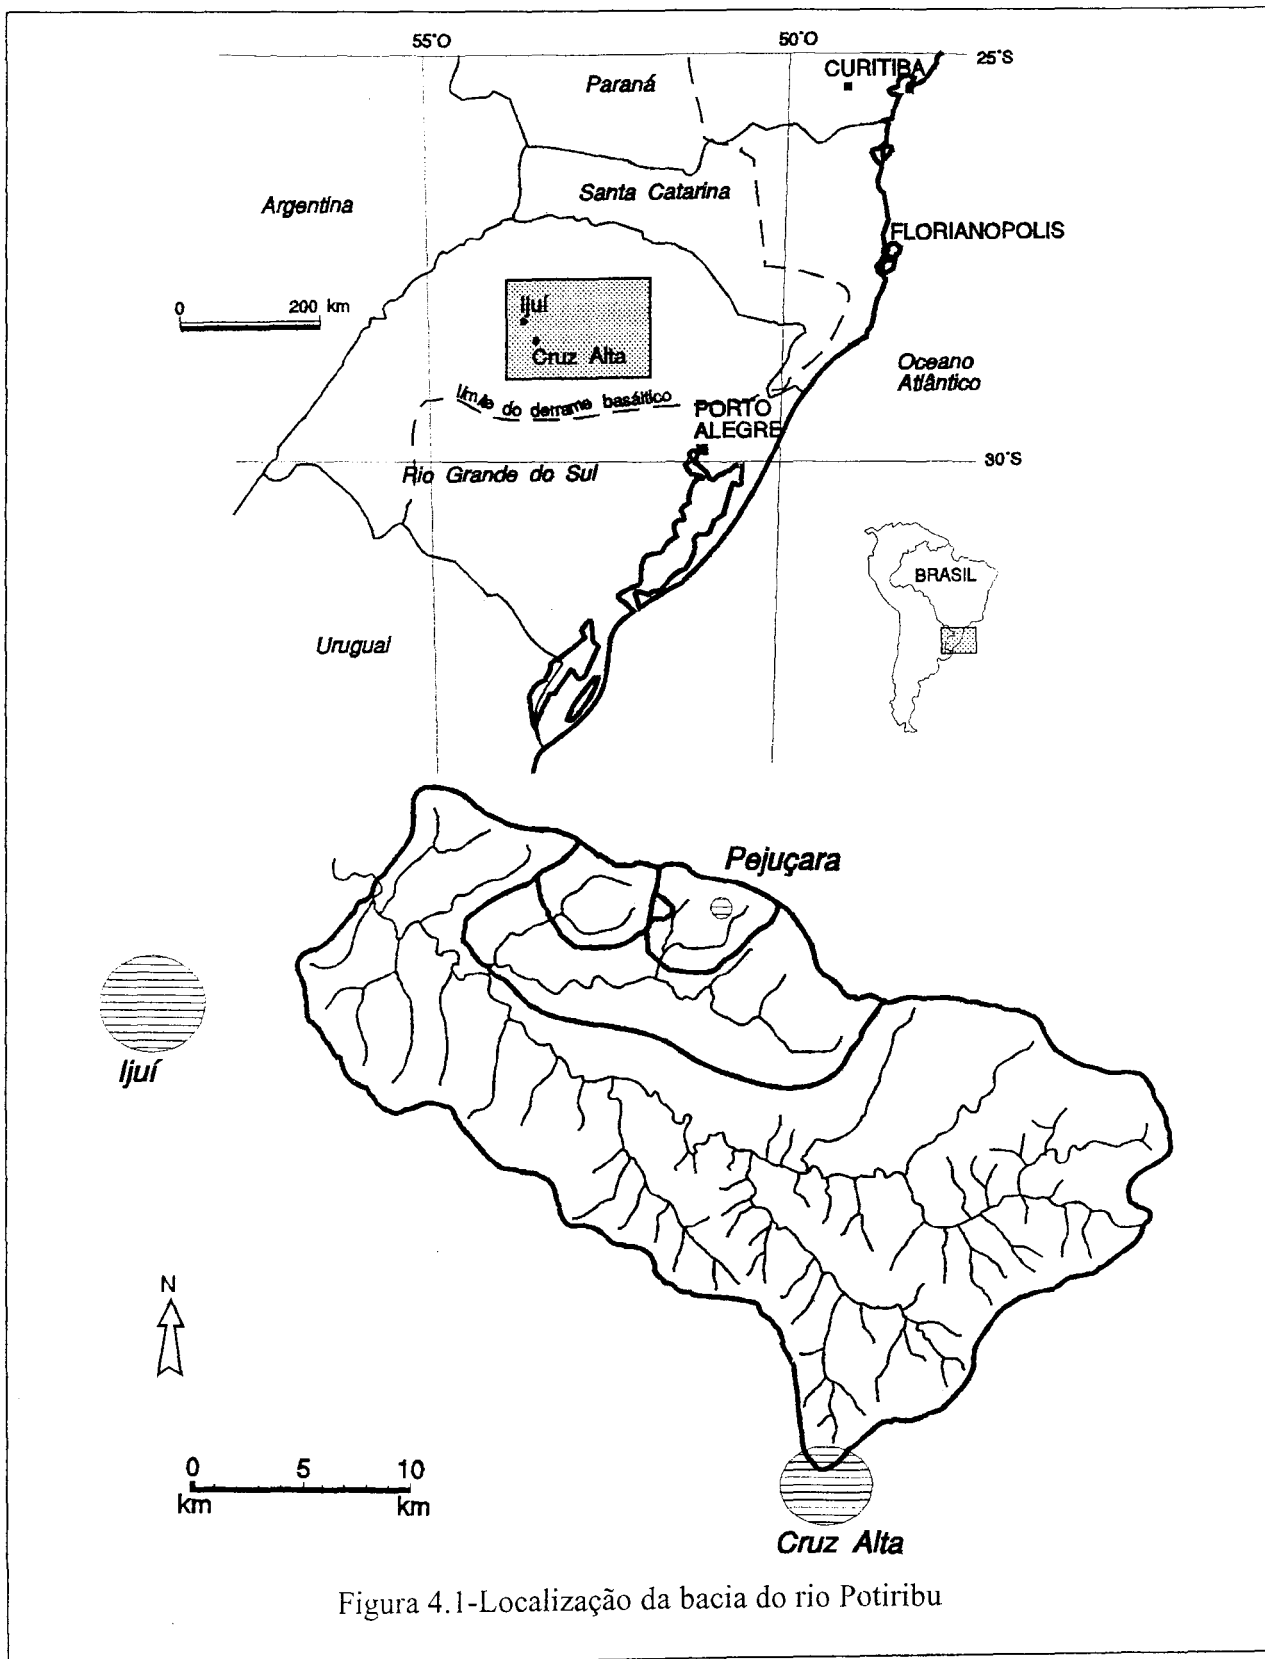 55°O
50°O
25°S
CURITIBA
Paraná
Santa Catarina
Argentina
FLORIANOPOLIS
0 200 km
Ijuí
Cruz Alta
Oceano
Atlântico
limite do derrame basáltico
PORTO
ALEGRE
30°S
Rio Grande do Sul
BRASIL
Uruguai
Pejuçara
Ijuí
N
0 5 10
km km
Cruz Alta
Figura 4.1-Localização da bacia do rio Potiribu